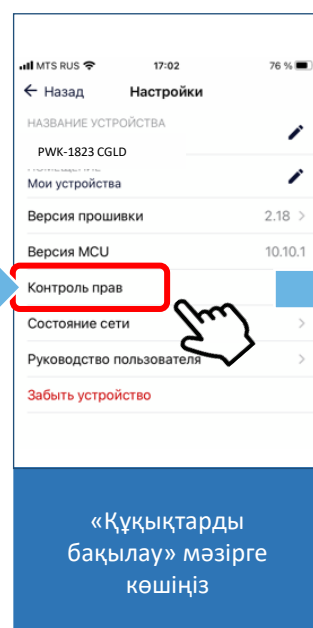 MTS RUS 17:02 76 %
← Назад Настройки
НАЗВАНИЕ УСТРОЙСТВА
PWK-1823 CGLD
Мои устройства
Версия прошивки 2.18 >
Версия MCU 10.10.1
Контроль прав
Состояние сети >
Руководство пользователя >
Забыть устройство
«Құқықтарды
бақылау» мәзірге
көшіңіз